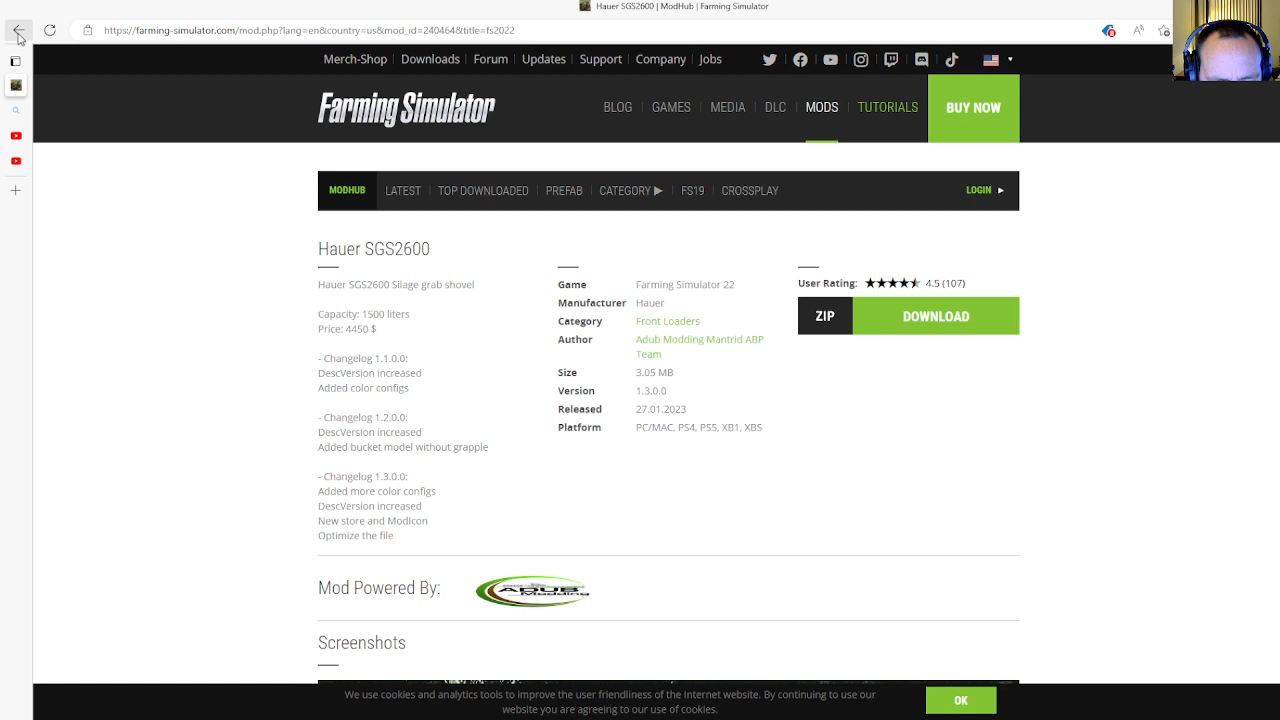 Hauer SGS2600 | ModHub | Farming Simulator
https://farming-simulator.com/mod.php?lang=en&country=us&mod_id=240464&title=fs2022
Merch-Shop | Downloads | Forum | Updates | Support | Company | Jobs
Farming Simulator
BLOG | GAMES | MEDIA | DLC | MODS | TUTORIALS
BUY NOW
MODHUB
LATEST | TOP DOWNLOADED | PREFAB | CATEGORY ▶ | FS19 | CROSSPLAY
LOGIN ▶
Hauer SGS2600
Hauer SGS2600 Silage grab shovel
Capacity: 1500 liters
Price: 4450 $
- Changelog 1.1.0.0:
DescVersion increased
Added color configs
- Changelog 1.2.0.0:
DescVersion increased
Added bucket model without grapple
- Changelog 1.3.0.0:
Added more color configs
DescVersion increased
New store and ModIcon
Optimize the file
Game Farming Simulator 22
Manufacturer Hauer
Category Front Loaders
Author Adub Modding Mantrid ABP
Team
Size 3.05 MB
Version 1.3.0.0
Released 27.01.2023
Platform PC/MAC, PS4, PS5, XB1, XBS
User Rating: 4.5 (107)
ZIP DOWNLOAD
Mod Powered By:
ADUB
Modding
Screenshots
We use cookies and analytics tools to improve the user friendliness of the Internet website. By continuing to use our
website you are agreeing to our use of cookies.
OK